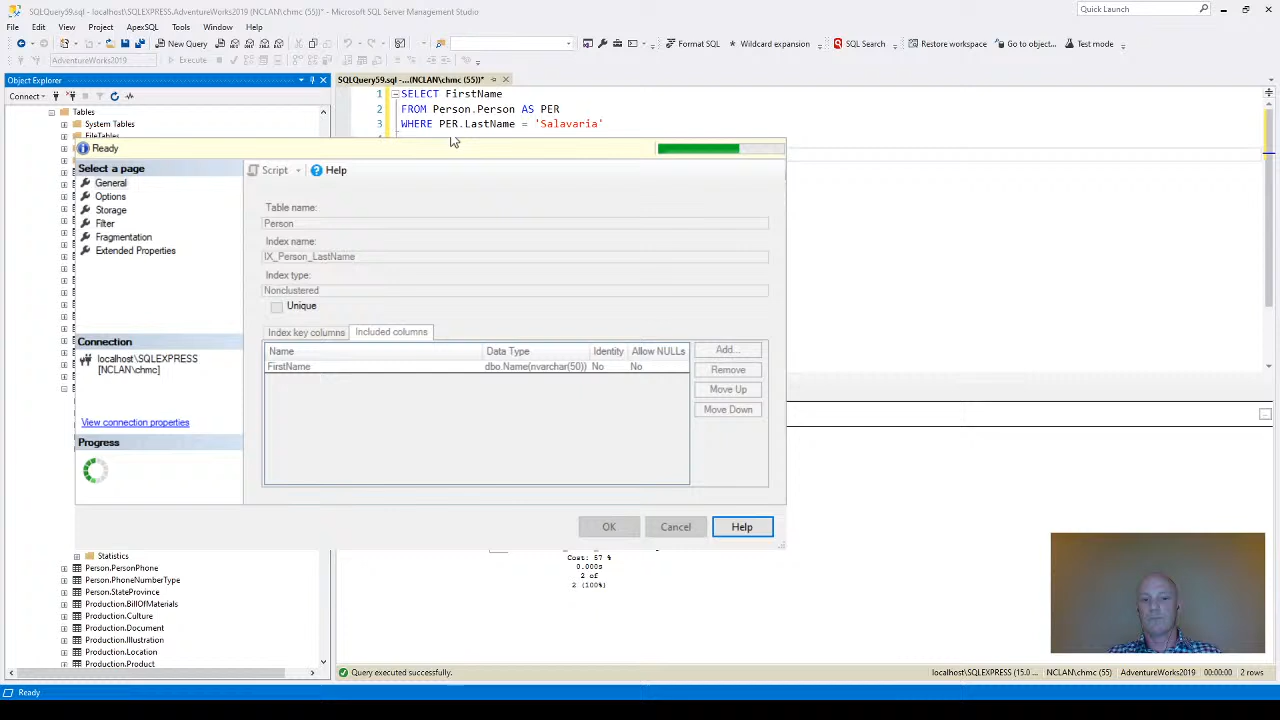 SQLQuery59.sql - localhost\SQLEXPRESS.AdventureWorks2019 (NCLAN\chmc (55))* - Microsoft SQL Server Management Studio
Quick Launch
File Edit View Project ApexSQL Tools Window Help
New Query
Format SQL Wildcard expansion SQL Search Restore workspace Go to object... Test mode
AdventureWorks2019 Execute
Object Explorer
SQLQuery59.sql -...(NCLAN\chmc (55))*
Connect
Tables
System Tables
FileTables
1 SELECT FirstName
2 FROM Person.Person AS PER
3 WHERE PER.LastName = 'Salavaria'
Ready
Select a page
General
Options
Storage
Filter
Fragmentation
Extended Properties
Connection
localhost\SQLEXPRESS
[NCLAN\chmc]
View connection properties
Progress
Script Help
Table name:
Person
Index name:
IX_Person_LastName
Index type:
Nonclustered
Unique
Index key columns Included columns
Name Data Type Identity Allow NULLs
FirstName dbo.Name(nvarchar(50)) No No
Add...
Remove
Move Up
Move Down
OK Cancel Help
Statistics
Person.PersonPhone
Person.PhoneNumberType
Person.StateProvince
Production.BillOfMaterials
Production.Culture
Production.Document
Production.Illustration
Production.Location
Production.Product
Cost: 57 %
0.000s
2 of
2 (100%)
Query executed successfully.
localhost\SQLEXPRESS (15.0 ... NCLAN\chmc (55) AdventureWorks2019 00:00:00 2 rows
Ready